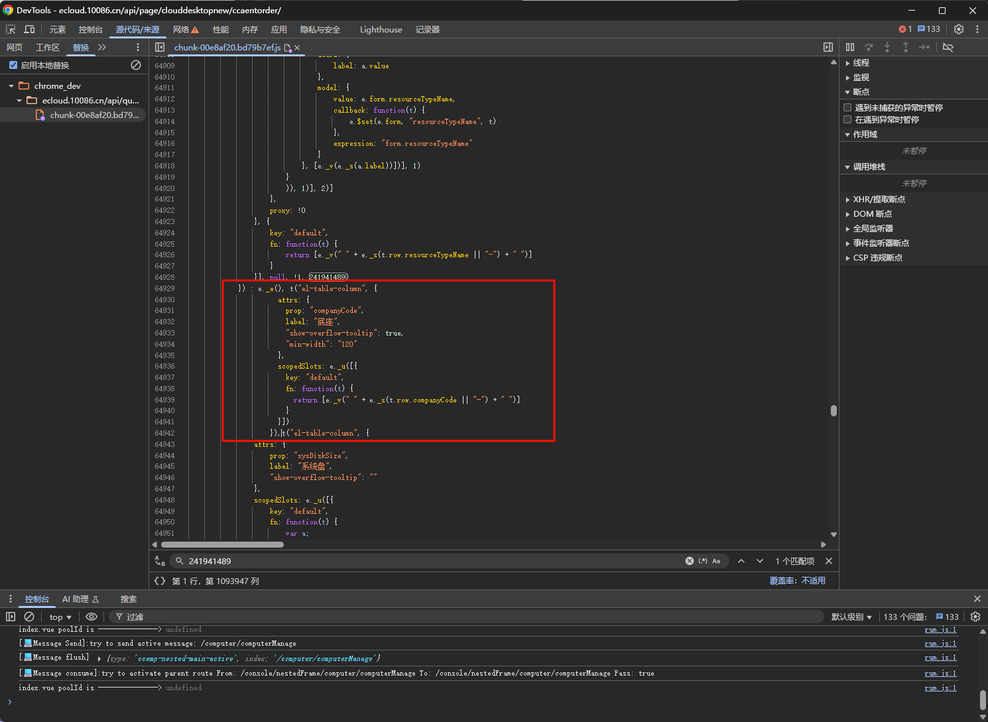 DevTools - ecloud.10086.cn/api/page/clouddesktopnew/ccaentorder/
元素 控制台 源代码/来源 网络 性能 内存 应用 隐私与安全 Lighthouse 记录器 1 133
网页 工作区 替换
chunk-00e8af20.bd79b7ef.js
启用本地替换
chrome_dev
ecloud.10086.cn/api/qu...
chunk-00e8af20.bd79...
64909 label: a.value
64910 },
64911 model: {
64912 value: e.form.resourceTypeName,
64913 callback: function(t) {
64914 e.$set(e.form, "resourceTypeName", t)
64915 },
64916 expression: "form.resourceTypeName"
64917 }
64918 }, [e._v(e._s(a.label))])], 1)
64919 }
64920 )), 1)], 2)]
64921 },
64922 proxy: !0
64923 }, {
64924 key: "default",
64925 fn: function(t) {
64926 return [e._v(" " + e._s(t.row.resourceTypeName || "-") + " ")]
64927 }
64928 }], null, !1, 241941489)
64929 }) : e._e(), t("el-table-column", {
64930 attrs: {
64931 prop: "companyCode",
64932 label: "底座",
64933 "show-overflow-tooltip": true,
64934 "min-width": "120"
64935 },
64936 scopedSlots: e._u([{
64937 key: "default",
64938 fn: function(t) {
64939 return [e._v(" " + e._s(t.row.companyCode || "-") + " ")]
64940 }
64941 }])
64942 }),t("el-table-column", {
64943 attrs: {
64944 prop: "sysDiskSize",
64945 label: "系统盘",
64946 "show-overflow-tooltip": ""
64947 },
64948 scopedSlots: e._u([{
64949 key: "default",
64950 fn: function(t) {
64951 var a;
线程
监视
断点
遇到未捕获的异常时暂停
在遇到异常时暂停
作用域
未暂停
调用堆栈
未暂停
XHR/提取断点
DOM 断点
全局监听器
事件监听器断点
CSP 违规断点
241941489 (.*) Aa 1 个匹配项
{} 第 1 行，第 1093947 列 覆盖率：不适用
控制台 AI 助理 搜索
top 过滤 默认级别 133 个问题： 133
index.vue poolId is ———————> undefined rum.js:1
[Message Send]:try to send active message: /computer/computerManage rum.js:1
[Message flush] {type: 'ccemp-nested-main-active', index: '/computer/computerManage'} rum.js:1
[Message consume]:try to activate parent route From: /console/nestedFrame/computer/computerManage To: /console/nestedFrame/computer/computerManage Pass: true rum.js:1
index.vue poolId is ———————> undefined rum.js:1